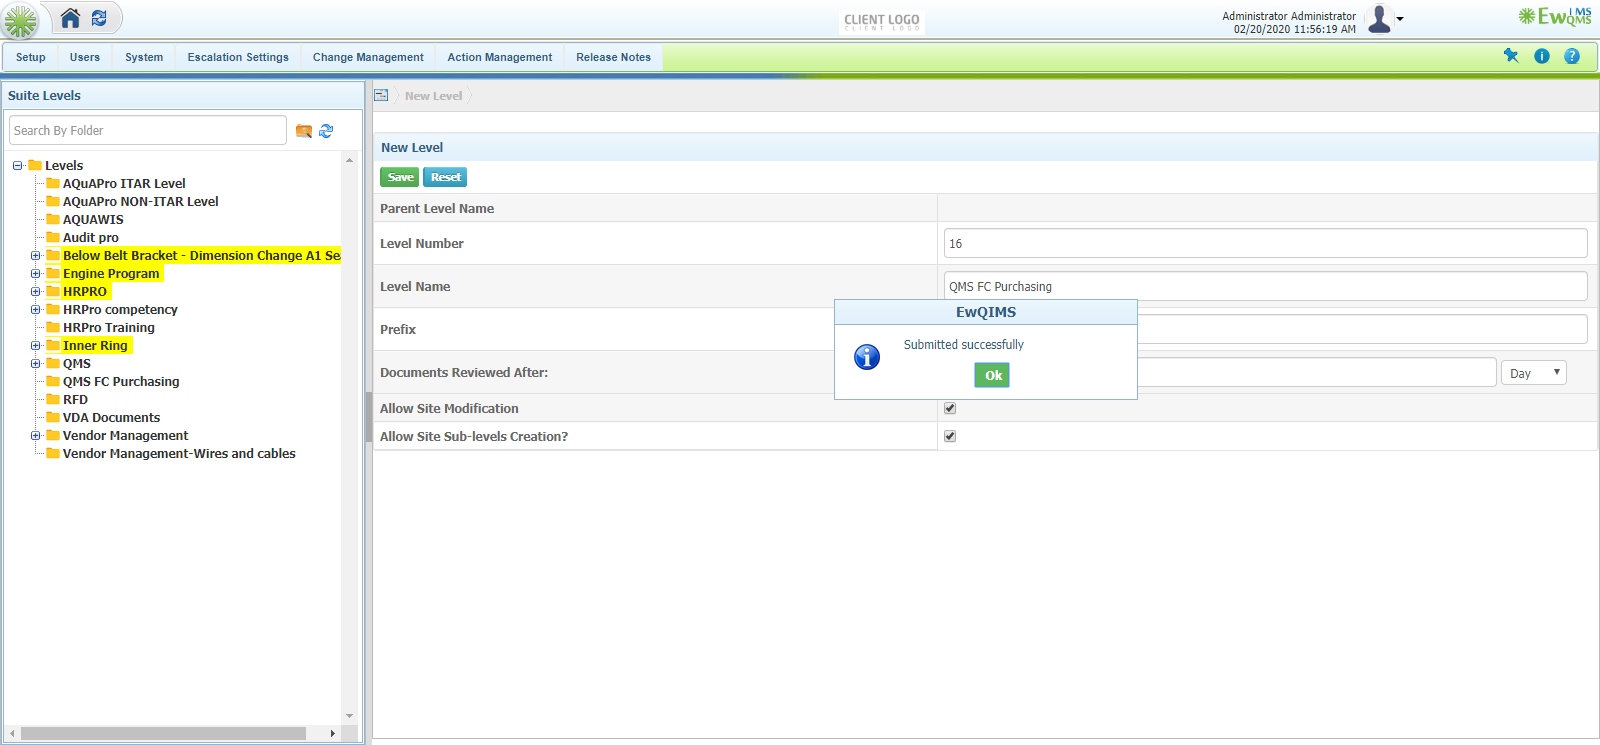 CLIENT LOGO
CLIENT LOGO
Administrator Administrator
02/20/2020 11:56:19 AM
EwQIMS
QMS
Setup
Users
System
Escalation Settings
Change Management
Action Management
Release Notes
Suite Levels
Search By Folder
Levels
AQuAPro ITAR Level
AQuAPro NON-ITAR Level
AQUAWIS
Audit pro
Below Belt Bracket - Dimension Change A1 Se
Engine Program
HRPRO
HRPro competency
HRPro Training
Inner Ring
QMS
QMS FC Purchasing
RFD
VDA Documents
Vendor Management
Vendor Management-Wires and cables
New Level
New Level
Save
Reset
Parent Level Name
Level Number
16
Level Name
QMS FC Purchasing
Prefix
Documents Reviewed After:
Day
Allow Site Modification
Allow Site Sub-levels Creation?
EwQIMS
Submitted successfully
Ok